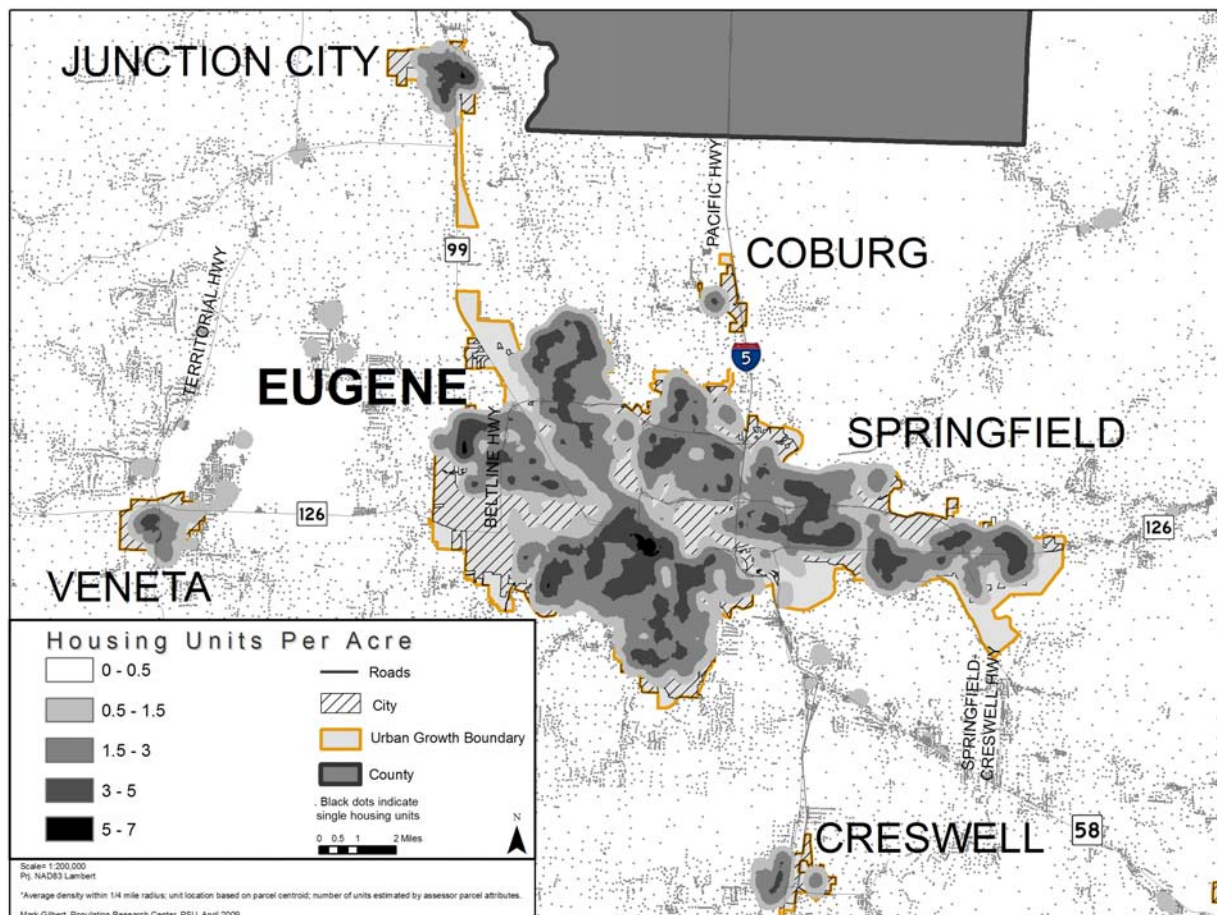 JUNCTION CITY
PACIFIC HWY
99
COBURG
TERRITORIAL HWY
5
EUGENE
BELTLINE HWY
SPRINGFIELD
126
126
VENETA
SPRINGFIELD-
CRESWELL HWY
CRESWELL
58
Housing Units Per Acre
0 - 0.5
0.5 - 1.5
1.5 - 3
3 - 5
5 - 7
Roads
City
Urban Growth Boundary
County
. Black dots indicate
single housing units
0 0.5 1 2 Miles
N
Scale= 1:200,000
Prj. NAD83 Lambert
*Average density within 1/4 mile radius; unit location based on parcel centroid; number of units estimated by assessor parcel attributes.
Mark Gilbert, Population Research Center, PSU, April 2009